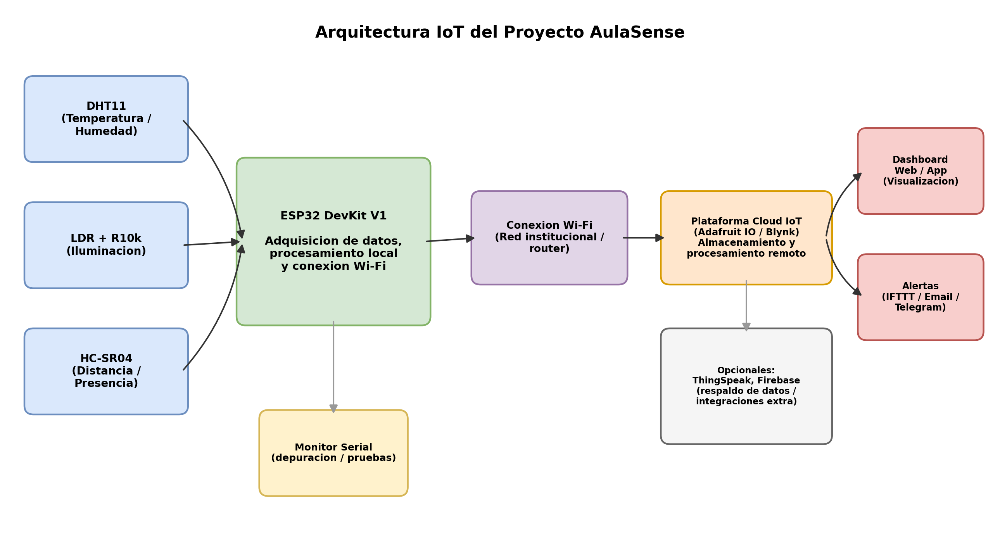 Arquitectura IoT del Proyecto AulaSense
DHT11
(Temperatura /
Humedad)
LDR + R10k
(Iluminacion)
HC-SR04
(Distancia /
Presencia)
ESP32 DevKit V1
Adquisicion de datos,
procesamiento local
y conexion Wi-Fi
Monitor Serial
(depuracion / pruebas)
Conexion Wi-Fi
(Red institucional /
router)
Plataforma Cloud IoT
(Adafruit IO / Blynk)
Almacenamiento y
procesamiento remoto
Opcionales:
ThingSpeak, Firebase
(respaldo de datos /
integraciones extra)
Dashboard
Web / App
(Visualizacion)
Alertas
(IFTTT / Email /
Telegram)